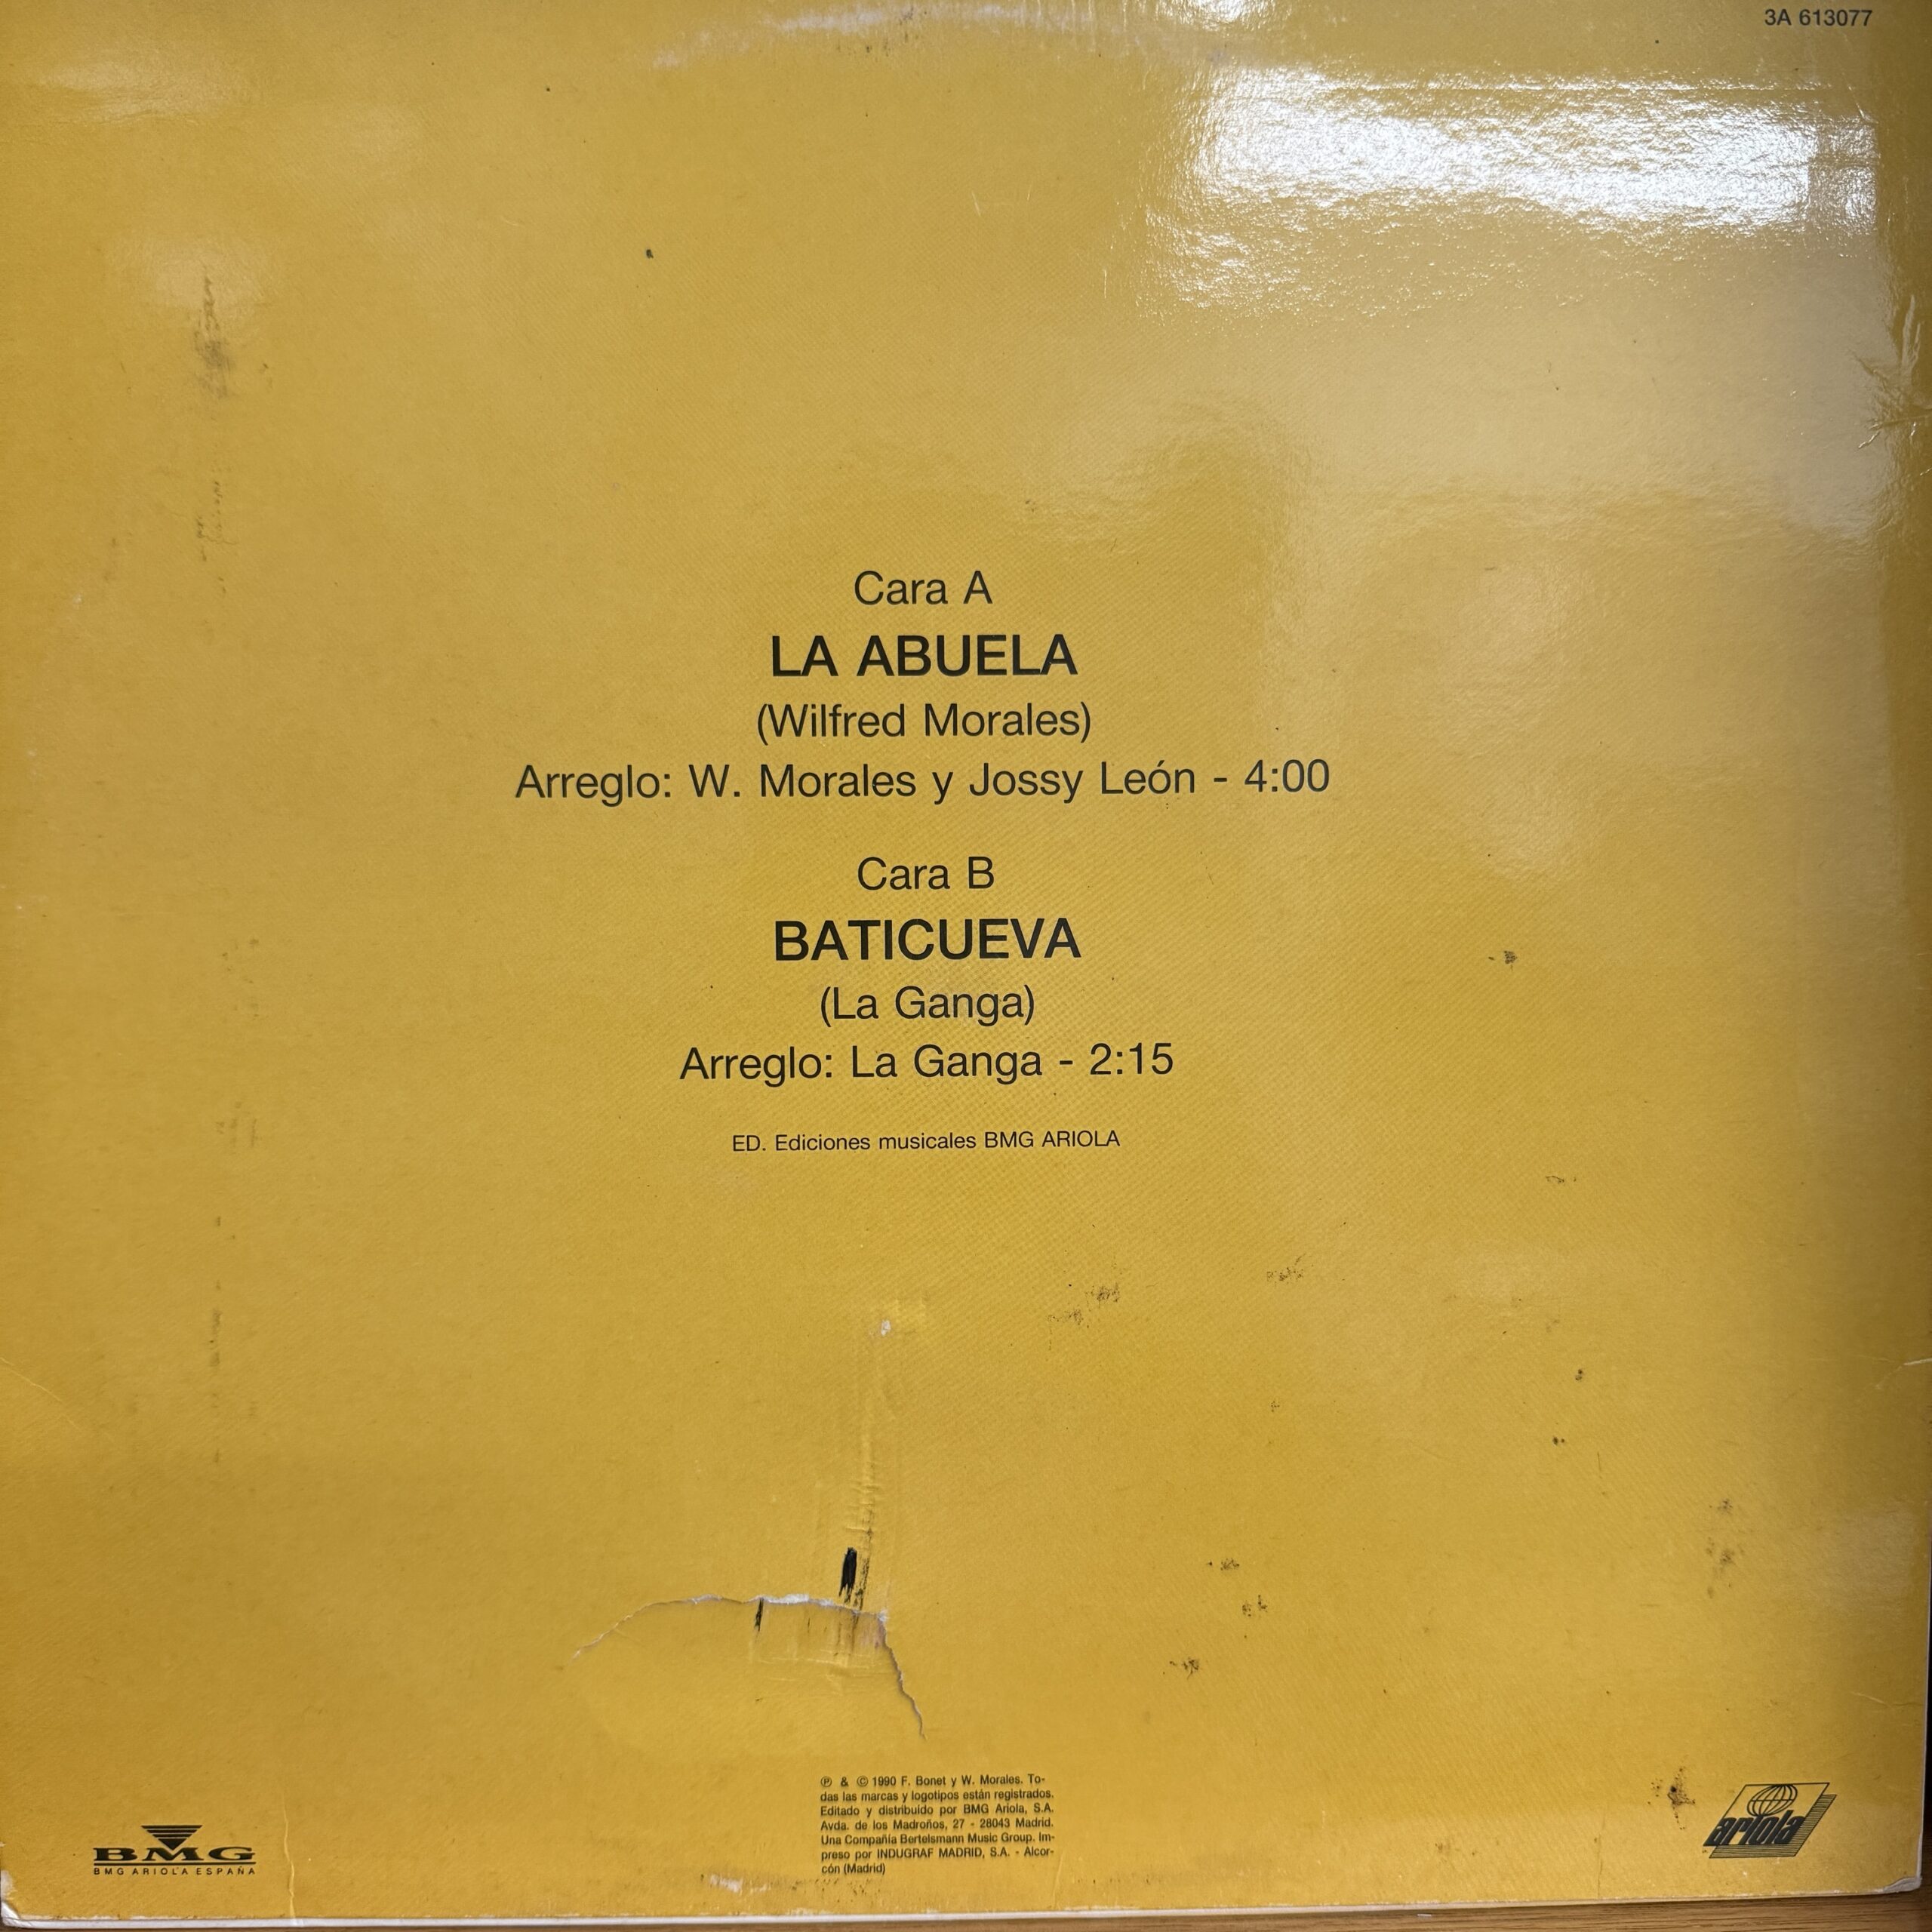 3A 613077
Cara A
LA ABUELA
(Wilfred Morales)
Arreglo: W. Morales y Jossy León - 4:00
Cara B
BATICUEVA
(La Ganga)
Arreglo: La Ganga - 2:15
ED. Ediciones musicales BMG ARIOLA
Ⓟ & © 1990 F. Bonet y W. Morales. To-
das las marcas y logotipos están registrados.
Editado y distribuido por BMG Ariola, S.A.
Avda. de los Madroños, 27 - 28043 Madrid.
Una Compañía Bertelsmann Music Group. Im-
preso por INDUGRAF MADRID, S.A. - Alcor-
cón (Madrid)
BMG
BMG ARIOLA ESPAÑA
ariola